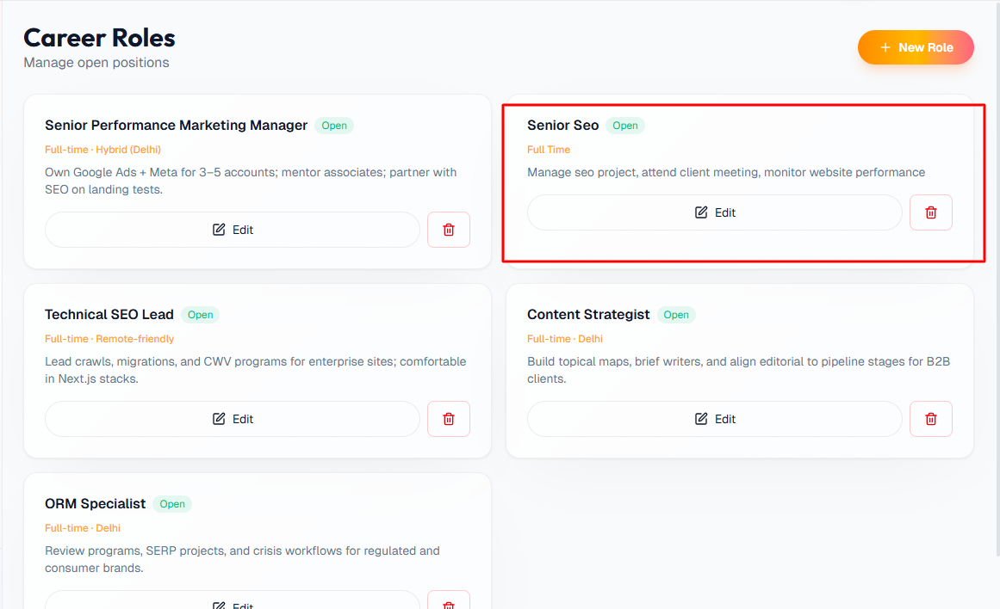 Career Roles
Manage open positions
+ New Role
Senior Performance Marketing Manager Open
Full-time · Hybrid (Delhi)
Own Google Ads + Meta for 3–5 accounts; mentor associates; partner with
SEO on landing tests.
Edit
Senior Seo Open
Full Time
Manage seo project, attend client meeting, monitor website performance
Edit
Technical SEO Lead Open
Full-time · Remote-friendly
Lead crawls, migrations, and CWV programs for enterprise sites; comfortable
in Next.js stacks.
Edit
Content Strategist Open
Full-time · Delhi
Build topical maps, brief writers, and align editorial to pipeline stages for B2B
clients.
Edit
ORM Specialist Open
Full-time · Delhi
Review programs, SERP projects, and crisis workflows for regulated and
consumer brands.
Edit